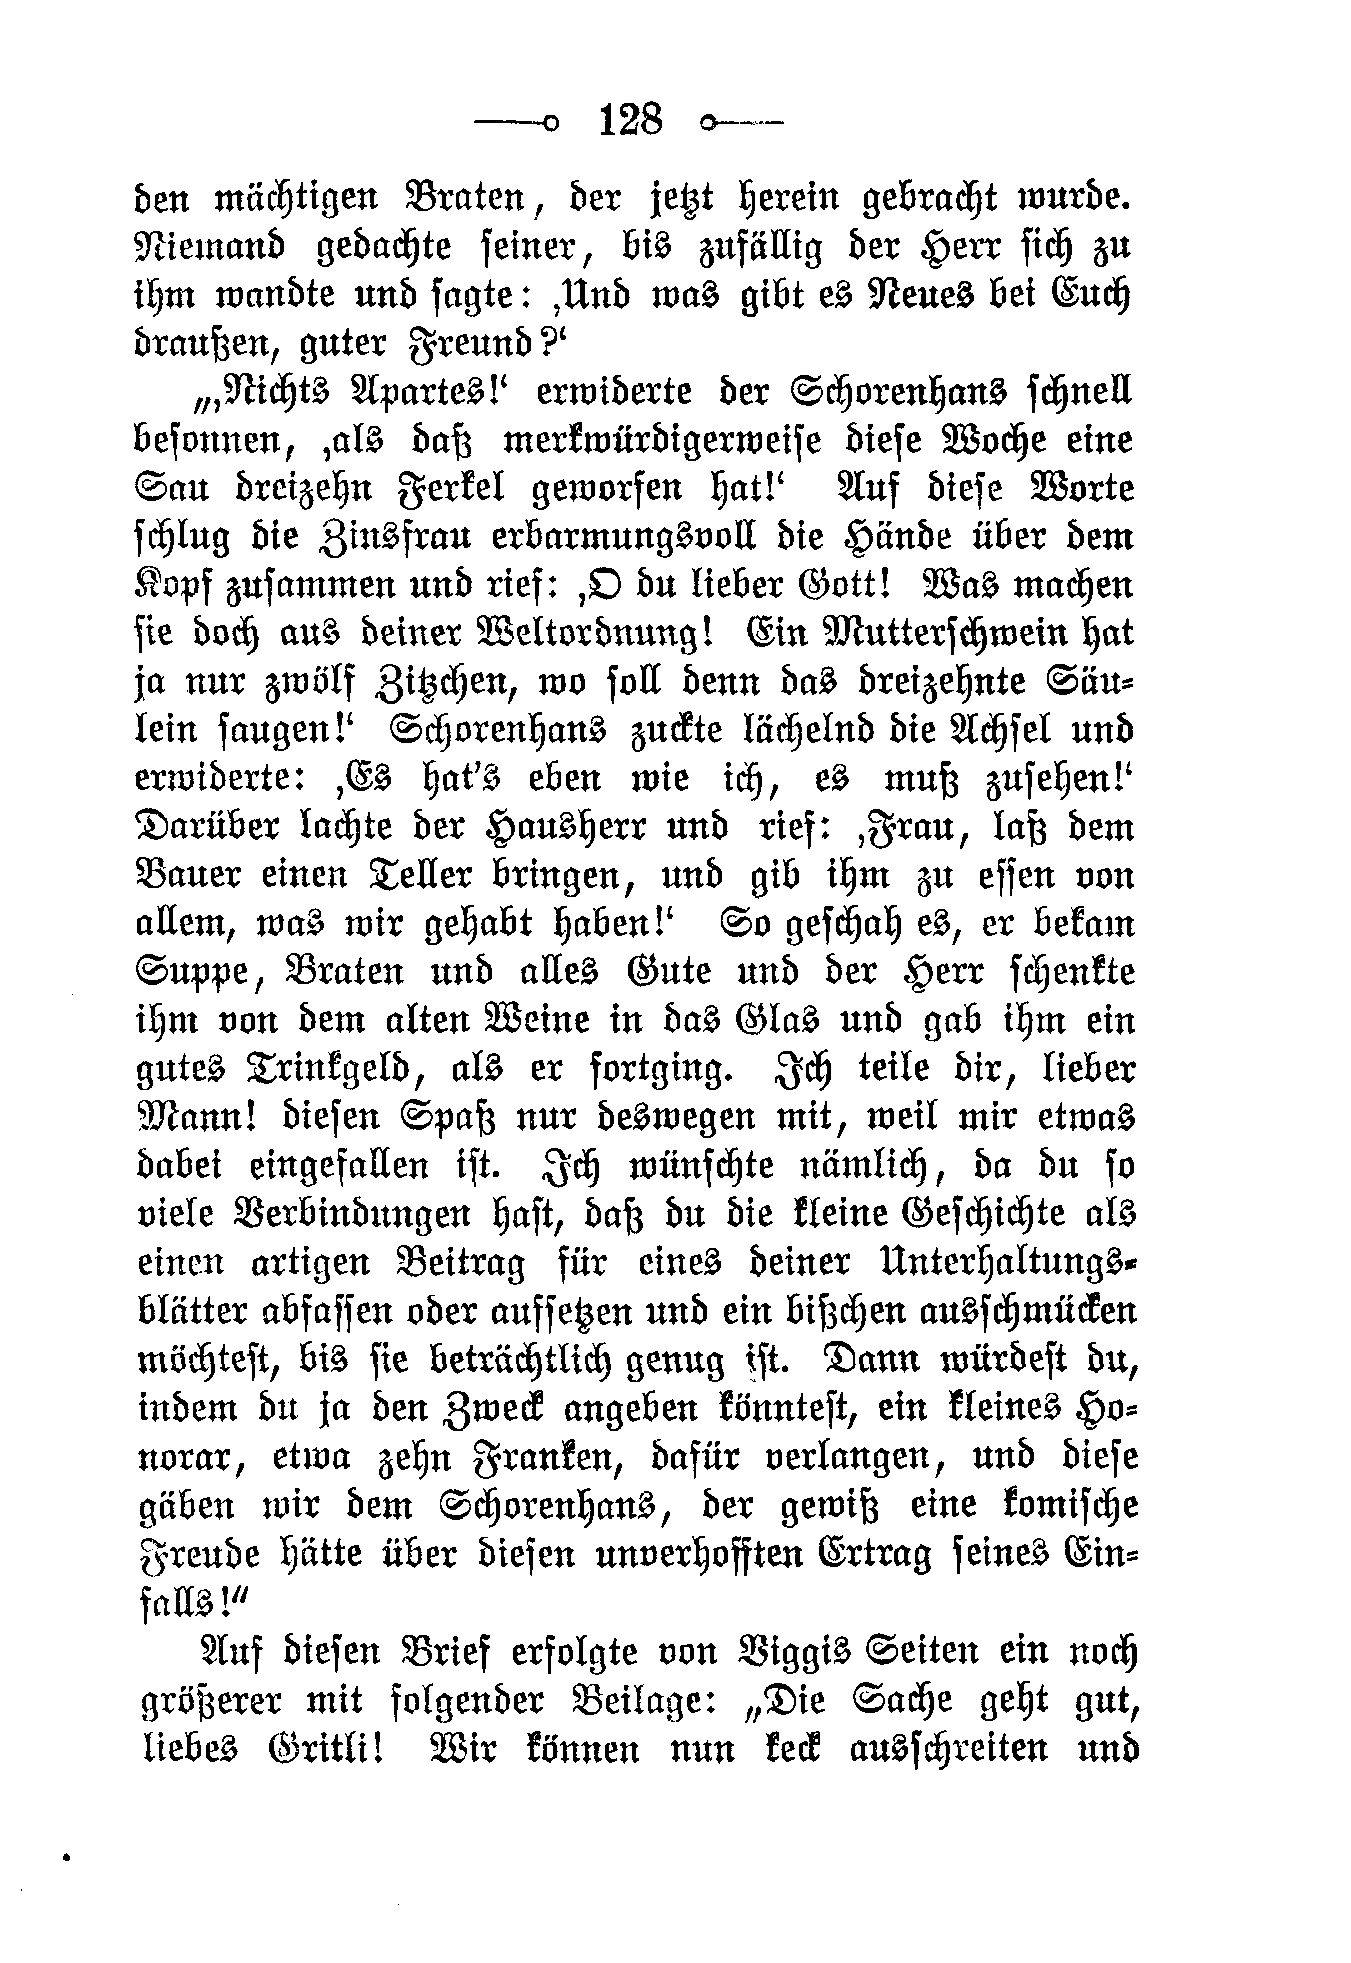 128
den mächtigen Braten, der jetzt herein gebracht wurde.
Niemand gedachte seiner, bis zufällig der Herr sich zu
ihm wandte und sagte: ‚Und was gibt es Neues bei Euch
draußen, guter Freund?‘
„‚Nichts Apartes!‘ erwiderte der Schorenhans schnell
besonnen, ‚als daß merkwürdigerweise diese Woche eine
Sau dreizehn Ferkel geworfen hat!‘ Auf diese Worte
schlug die Zinsfrau erbarmungsvoll die Hände über dem
Kopf zusammen und rief: ‚O du lieber Gott! Was machen
sie doch aus deiner Weltordnung! Ein Mutterschwein hat
ja nur zwölf Zitzchen, wo soll denn das dreizehnte Säu-
lein saugen!‘ Schorenhans zuckte lächelnd die Achsel und
erwiderte: ‚Es hat's eben wie ich, es muß zusehen!‘
Darüber lachte der Hausherr und rief: ‚Frau, laß dem
Bauer einen Teller bringen, und gib ihm zu essen von
allem, was wir gehabt haben!‘ So geschah es, er bekam
Suppe, Braten und alles Gute und der Herr schenkte
ihm von dem alten Weine in das Glas und gab ihm ein
gutes Trinkgeld, als er fortging. Ich teile dir, lieber
Mann! diesen Spaß nur deswegen mit, weil mir etwas
dabei eingefallen ist. Ich wünschte nämlich, da du so
viele Verbindungen hast, daß du die kleine Geschichte als
einen artigen Beitrag für eines deiner Unterhaltungs-
blätter abfassen oder aufsetzen und ein bißchen ausschmücken
möchtest, bis sie beträchtlich genug ist. Dann würdest du,
indem du ja den Zweck angeben könntest, ein kleines Ho-
norar, etwa zehn Franken, dafür verlangen, und diese
gäben wir dem Schorenhans, der gewiß eine komische
Freude hätte über diesen unverhofften Ertrag seines Ein-
falls!“
Auf diesen Brief erfolgte von Viggis Seiten ein noch
größerer mit folgender Beilage: „Die Sache geht gut,
liebes Gritli! Wir können nun keck ausschreiten und